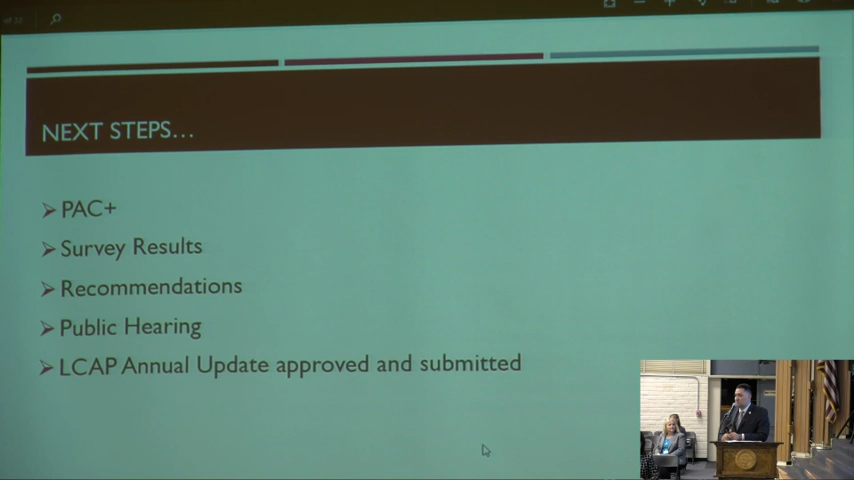 NEXT STEPS...
PAC+
Survey Results
Recommendations
Public Hearing
LCAP Annual Update approved and submitted